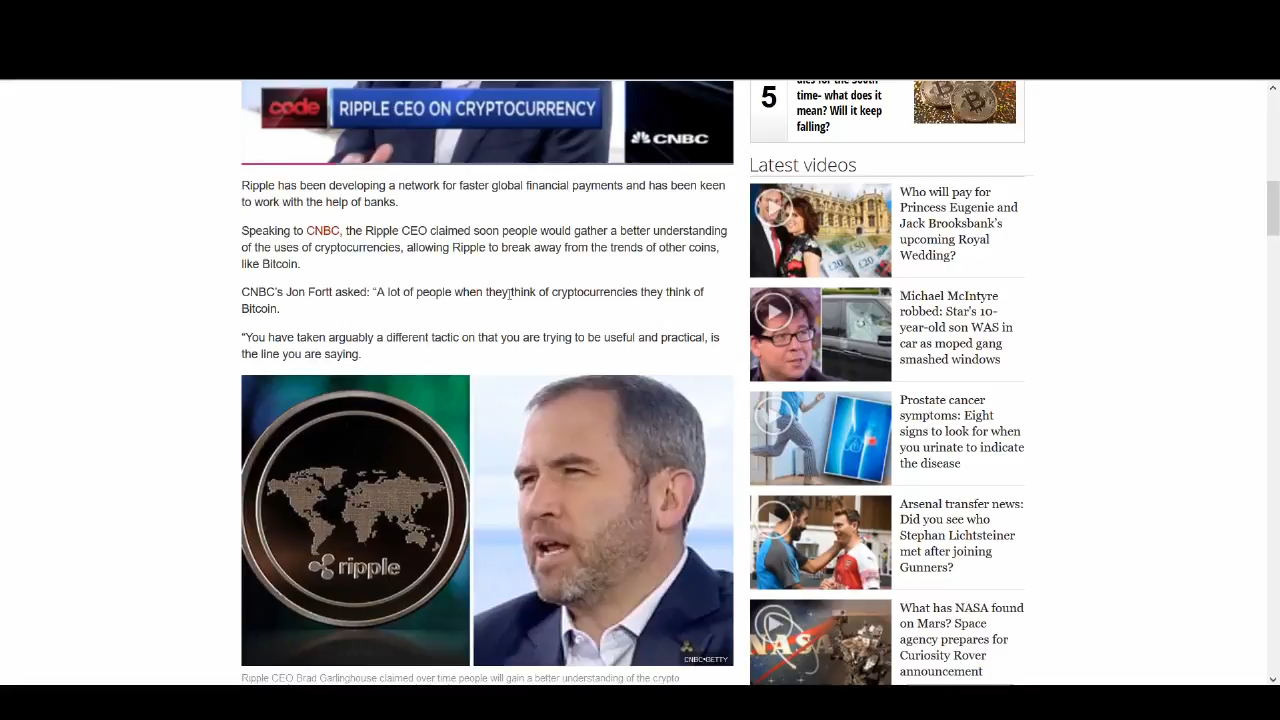 code
RIPPLE CEO ON CRYPTOCURRENCY
CNBC
Ripple has been developing a network for faster global financial payments and has been keen
to work with the help of banks.
Speaking to CNBC, the Ripple CEO claimed soon people would gather a better understanding
of the uses of cryptocurrencies, allowing Ripple to break away from the trends of other coins,
like Bitcoin.
CNBC's Jon Fortt asked: “A lot of people when they think of cryptocurrencies they think of
Bitcoin.
“You have taken arguably a different tactic on that you are trying to be useful and practical, is
the line you are saying.
ripple
CNBC•GETTY
Ripple CEO Brad Garlinghouse claimed over time people will gain a better understanding of the crypto
5
time- what does it
mean? Will it keep
falling?
Latest videos
Who will pay for
Princess Eugenie and
Jack Brooksbank's
upcoming Royal
Wedding?
£50
£20
£20
Michael McIntyre
robbed: Star's 10-
year-old son WAS in
car as moped gang
smashed windows
Prostate cancer
symptoms: Eight
signs to look for when
you urinate to indicate
the disease
Arsenal transfer news:
Did you see who
Stephan Lichtsteiner
met after joining
Gunners?
What has NASA found
on Mars? Space
agency prepares for
Curiosity Rover
announcement
NASA